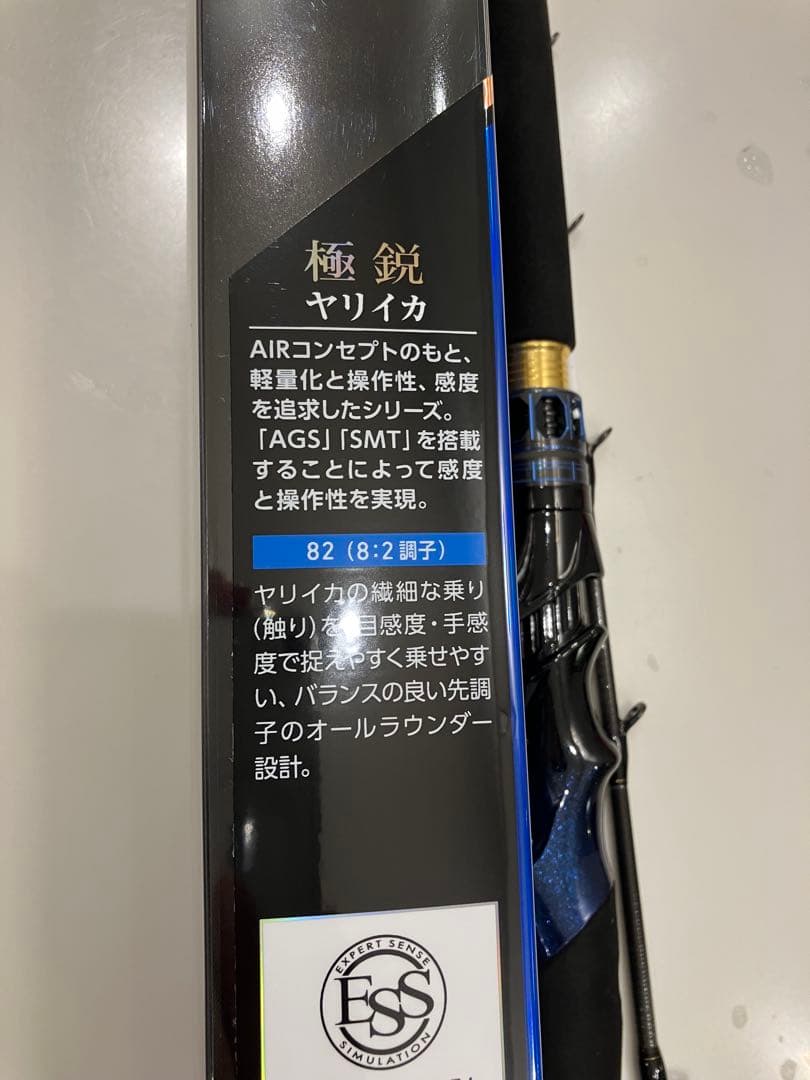 極鋭
ヤリイカ
AIRコンセプトのもと、
軽量化と操作性、感度
を追求したシリーズ。
「AGS」「SMT」を搭載
することによって感度
と操作性を実現。
82（8:2調子）
ヤリイカの繊細な乗り
(触り)を、目感度・手感
度で捉えやすく乗せやす
い、バランスの良い先調
子のオールラウンダー
設計。
EXPERT SENSE
ESS
SIMULATION